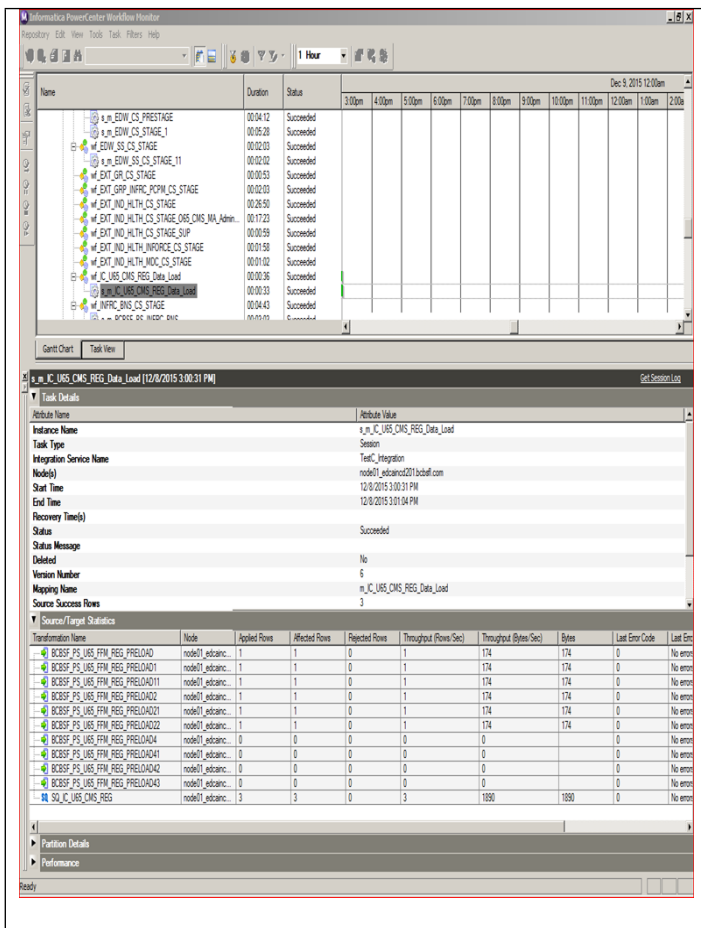 Informatica PowerCenter Workflow Monitor
Repository Edit View Tools Task Filters Help
1 Hour
Dec 9, 2015 12:00am
Name Duration Status
3:00pm 4:00pm 5:00pm 6:00pm 7:00pm 8:00pm 9:00pm 10:00pm 11:00pm 12:00am 1:00am 2:00a
s_m_EDW_CS_PRESTAGE 00:04:12 Succeeded
s_m_EDW_CS_STAGE_1 00:05:28 Succeeded
wf_EDW_SS_CS_STAGE 00:02:03 Succeeded
s_m_EDW_SS_CS_STAGE_11 00:02:02 Succeeded
wf_EXT_GR_CS_STAGE 00:00:53 Succeeded
wf_EXT_GRP_INFRC_PCPM_CS_STAGE 00:02:03 Succeeded
wf_EXT_IND_HLTH_CS_STAGE 00:26:50 Succeeded
wf_EXT_IND_HLTH_CS_STAGE_O65_CMS_MA_Admin... 00:17:23 Succeeded
wf_EXT_IND_HLTH_CS_STAGE_SUP 00:00:59 Succeeded
wf_EXT_IND_HLTH_INFORCE_CS_STAGE 00:01:58 Succeeded
wf_EXT_IND_HLTH_MDC_CS_STAGE 00:01:02 Succeeded
wf_IC_U65_CMS_REG_Data_Load 00:00:36 Succeeded
s_m_IC_U65_CMS_REG_Data_Load 00:00:33 Succeeded
wf_INFRC_BNS_CS_STAGE 00:04:43 Succeeded
Gantt Chart Task View
s_m_IC_U65_CMS_REG_Data_Load [12/8/2015 3:00:31 PM] Get Session Log
Task Details
Attribute Name Attribute Value
Instance Name s_m_IC_U65_CMS_REG_Data_Load
Task Type Session
Integration Service Name TestC_Integration
Node(s) node01_edcaincd201.bcbsfl.com
Start Time 12/8/2015 3:00:31 PM
End Time 12/8/2015 3:01:04 PM
Recovery Time(s)
Status Succeeded
Status Message
Deleted No
Version Number 6
Mapping Name m_IC_U65_CMS_REG_Data_Load
Source Success Rows 3
Source/Target Statistics
Transformation Name Node Applied Rows Affected Rows Rejected Rows Throughput (Rows/Sec) Throughput (Bytes/Sec) Bytes Last Error Code Last Erro
BCBSF_PS_U65_FFM_REG_PRELOAD node01_edcainc... 1 1 0 1 174 174 0 No errors
BCBSF_PS_U65_FFM_REG_PRELOAD1 node01_edcainc... 1 1 0 1 174 174 0 No errors
BCBSF_PS_U65_FFM_REG_PRELOAD11 node01_edcainc... 1 1 0 1 174 174 0 No errors
BCBSF_PS_U65_FFM_REG_PRELOAD2 node01_edcainc... 1 1 0 1 174 174 0 No errors
BCBSF_PS_U65_FFM_REG_PRELOAD21 node01_edcainc... 1 1 0 1 174 174 0 No errors
BCBSF_PS_U65_FFM_REG_PRELOAD22 node01_edcainc... 1 1 0 1 174 174 0 No errors
BCBSF_PS_U65_FFM_REG_PRELOAD4 node01_edcainc... 0 0 0 0 0 0 No errors
BCBSF_PS_U65_FFM_REG_PRELOAD41 node01_edcainc... 0 0 0 0 0 0 No errors
BCBSF_PS_U65_FFM_REG_PRELOAD42 node01_edcainc... 0 0 0 0 0 0 No errors
BCBSF_PS_U65_FFM_REG_PRELOAD43 node01_edcainc... 0 0 0 0 0 0 No errors
SQ_IC_U65_CMS_REG node01_edcainc... 3 3 0 3 1890 1890 0 No errors
Partition Details
Performance
Ready